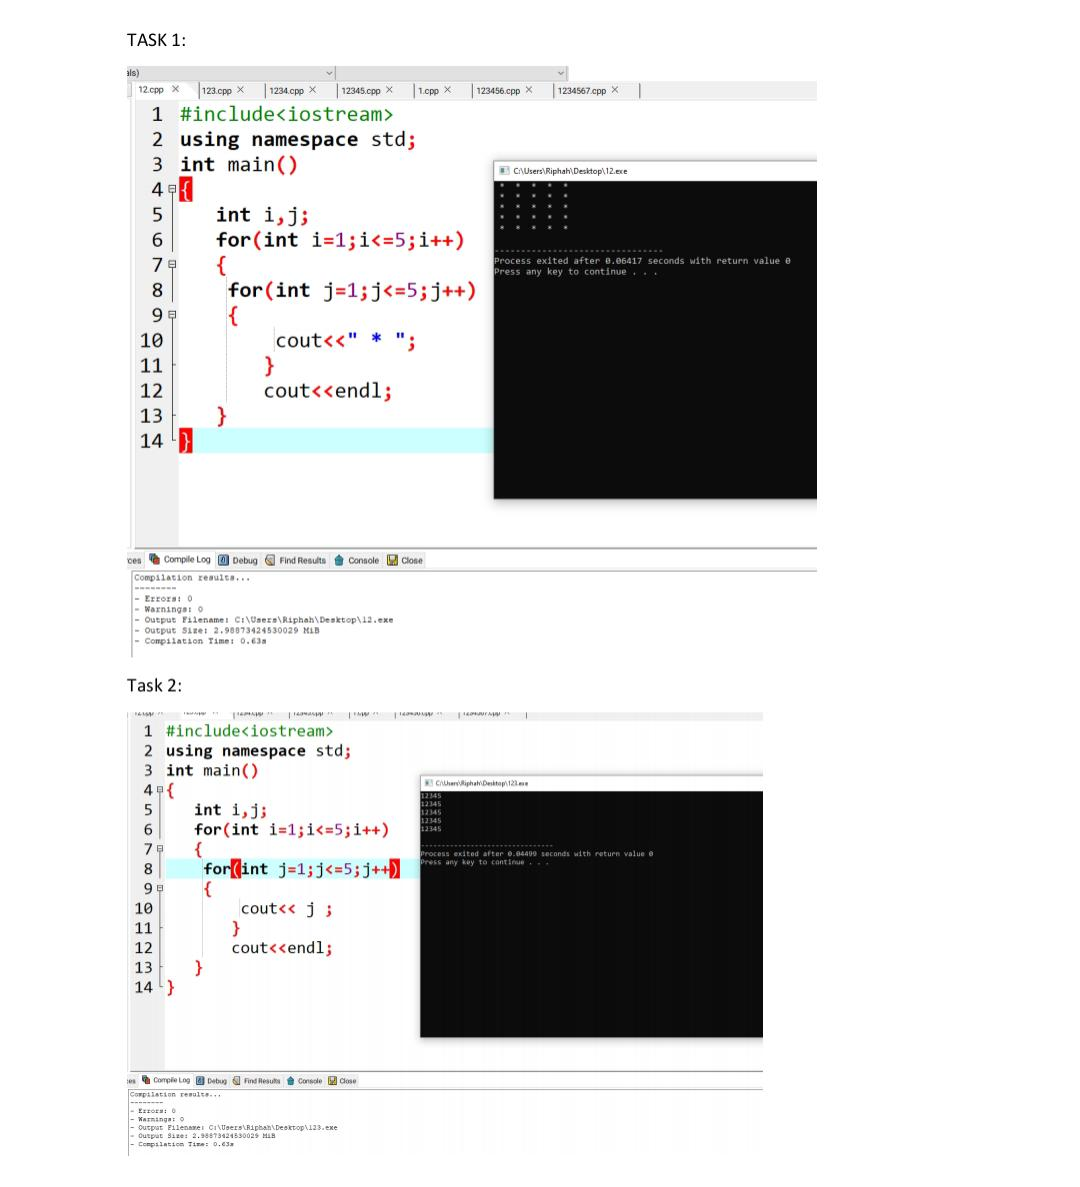 TASK 1:
als)
12.cpp 123.cpp 1234.cpp 12345.cpp 1.cpp 123456.cpp 1234567.cpp
1 #include<iostream>
2 using namespace std;
3 int main()
4 {
5 int i,j;
6 for(int i=1;i<=5;i++)
7 {
8 for(int j=1;j<=5;j++)
9 {
10 cout<<" * ";
11 }
12 cout<<endl;
13 }
14 }
C:\Users\Riphah\Desktop\12.exe
* * * * *
* * * * *
* * * * *
* * * * *
* * * * *
--------------------------------
Process exited after 0.06417 seconds with return value 0
Press any key to continue . . .
rces Compile Log Debug Find Results Console Close
Compilation results...
--------
- Errors: 0
- Warnings: 0
- Output Filename: C:\Users\Riphah\Desktop\12.exe
- Output Size: 2.98873424530029 MiB
- Compilation Time: 0.63s
Task 2:
1 #include<iostream>
2 using namespace std;
3 int main()
4 {
5 int i,j;
6 for(int i=1;i<=5;i++)
7 {
8 for(int j=1;j<=5;j++)
9 {
10 cout<< j ;
11 }
12 cout<<endl;
13 }
14 }
C:\Users\Riphah\Desktop\123.exe
12345
12345
12345
12345
12345
--------------------------------
Process exited after 0.04499 seconds with return value 0
Press any key to continue . . .
ces Compile Log Debug Find Results Console Close
Compilation results...
--------
- Errors: 0
- Warnings: 0
- Output Filename: C:\Users\Riphah\Desktop\123.exe
- Output Size: 2.98873424530029 MiB
- Compilation Time: 0.63s